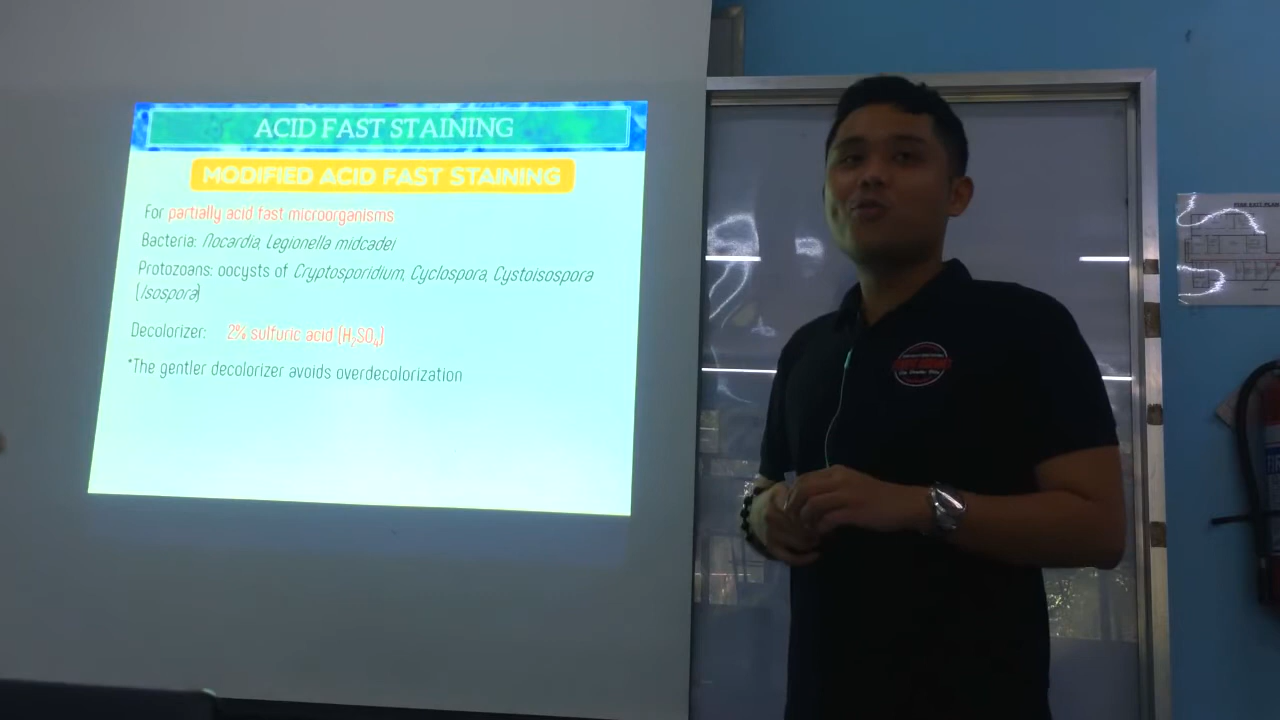 ACID FAST STAINING
MODIFIED ACID FAST STAINING
For partially acid fast microorganisms
Bacteria: Nocardia, Legionella midcadei
Protozoans: oocysts of Cryptosporidium, Cyclospora, Cystoisospora
(Isospora)
Decolorizer: 2% sulfuric acid (H₂SO₄)
*The gentler decolorizer avoids overdecolorization